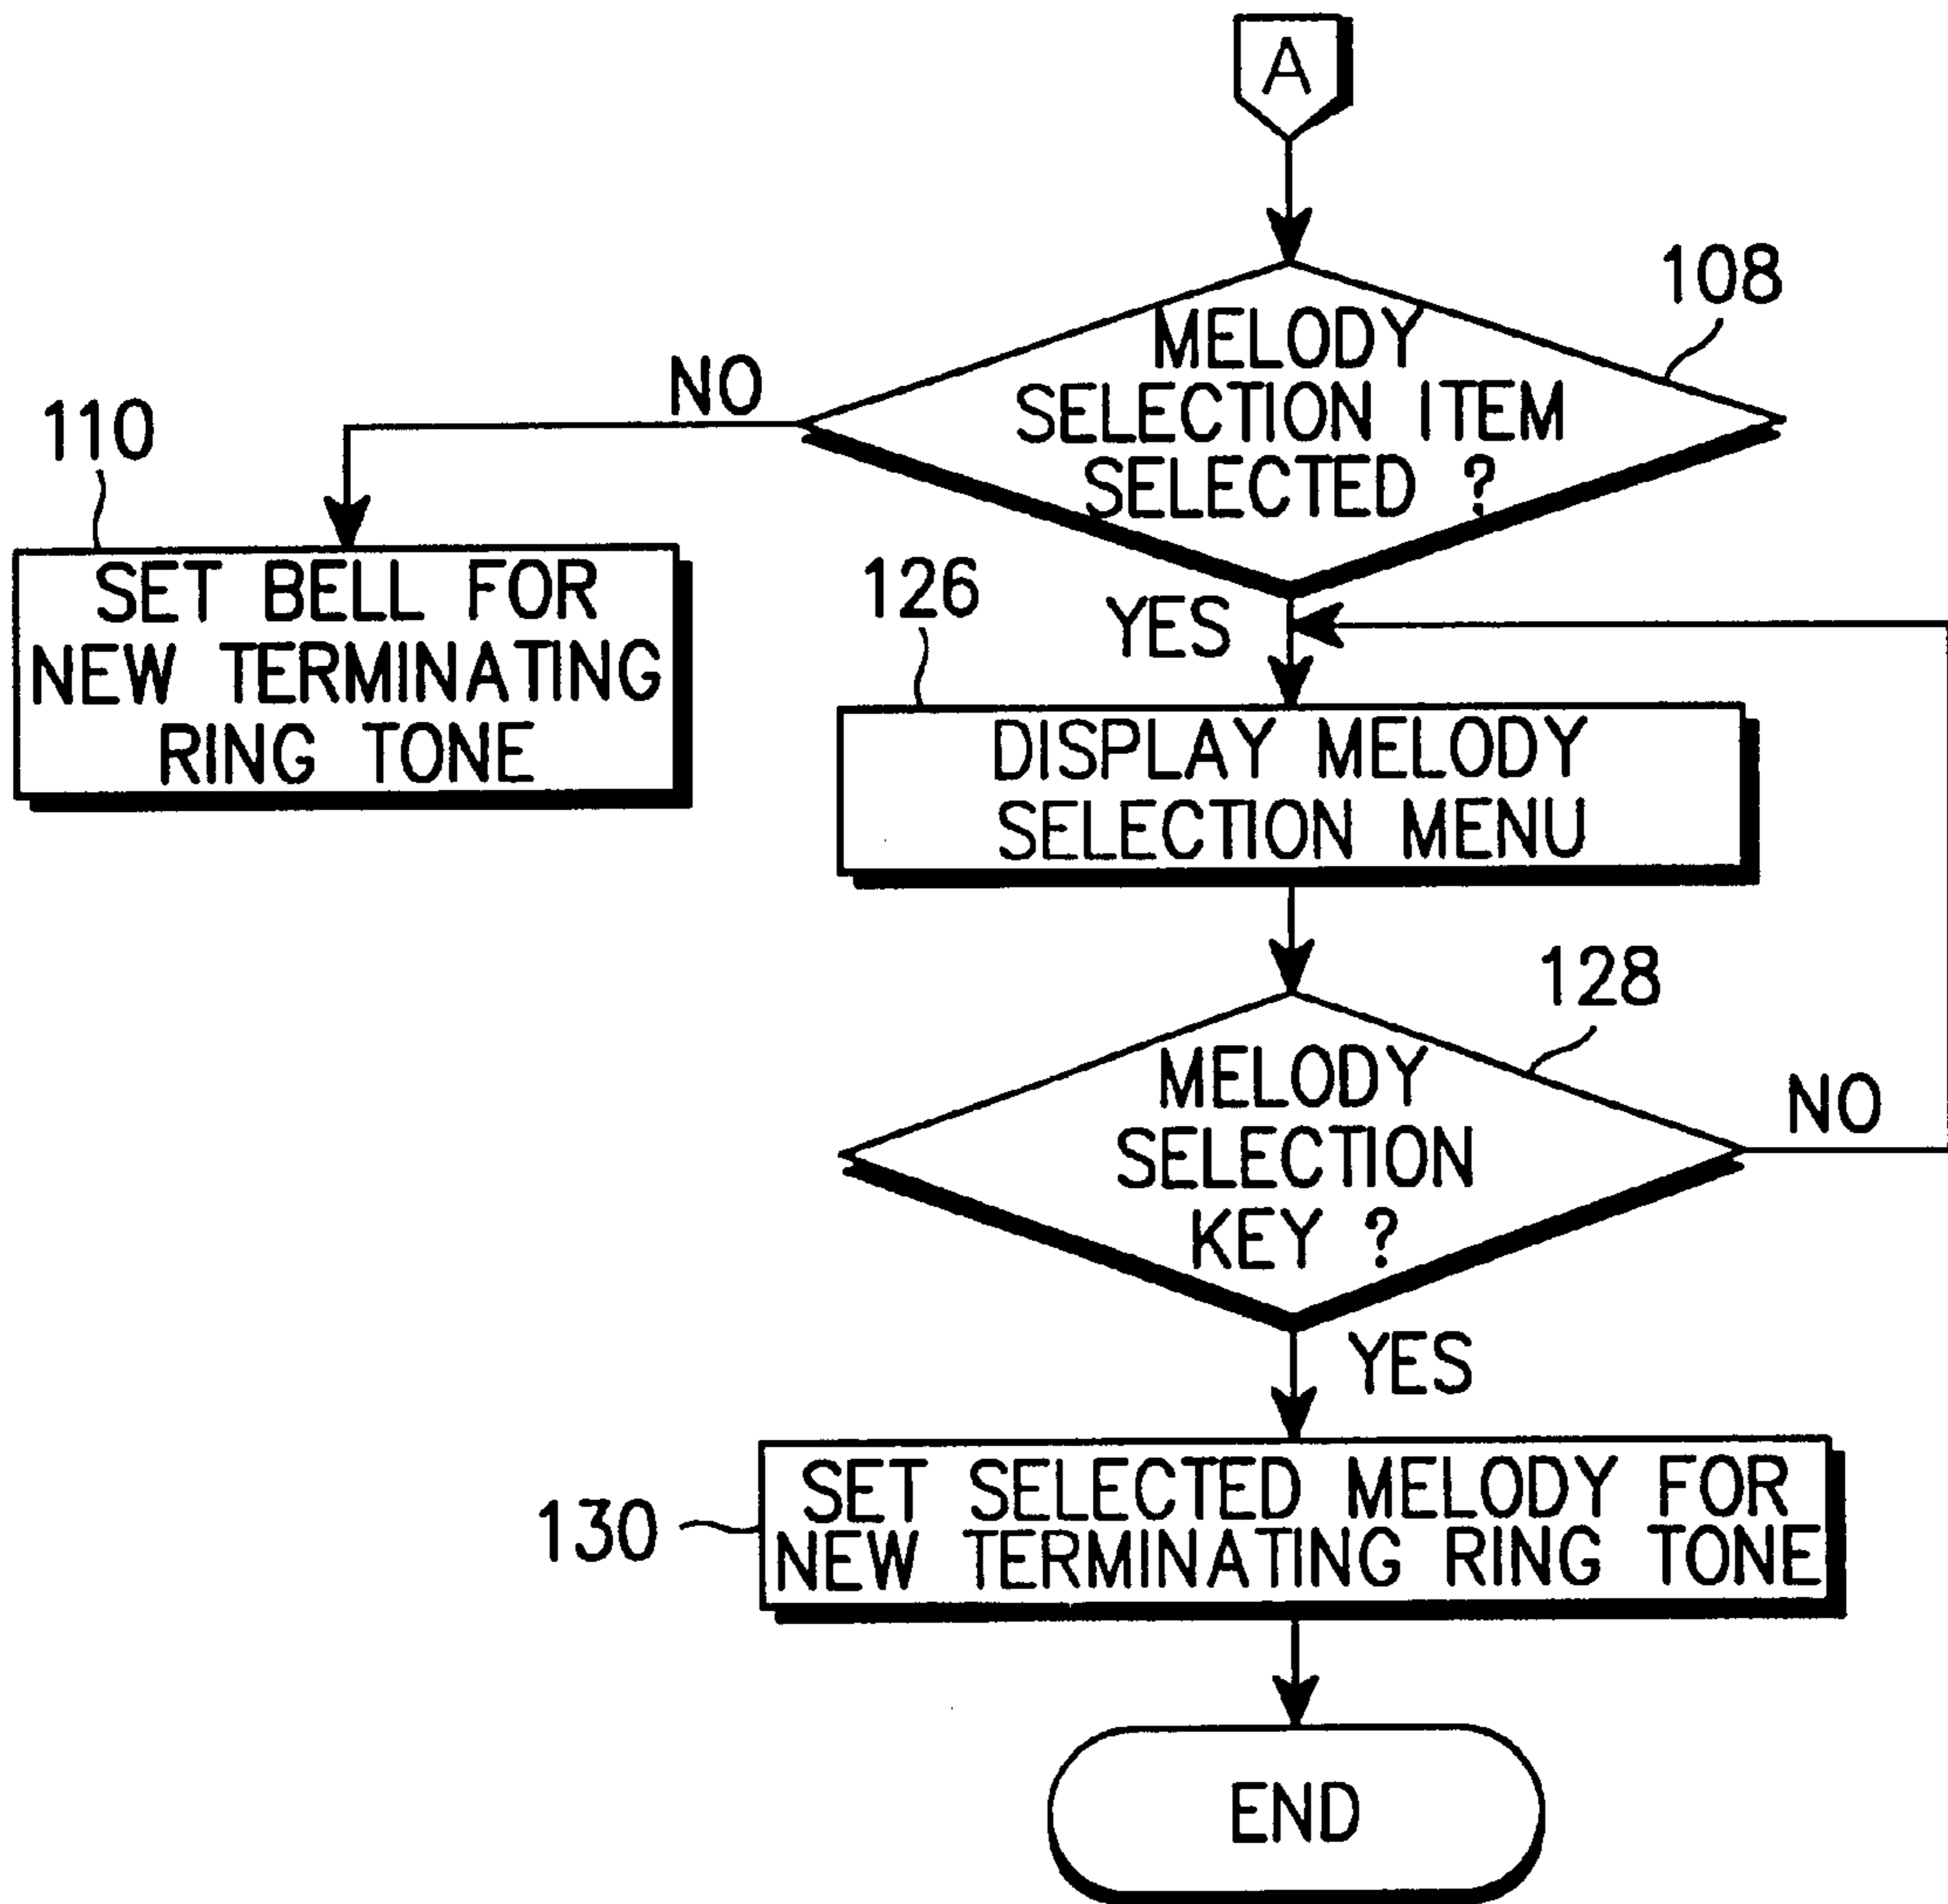 A
108
MELODY
SELECTION ITEM
SELECTED ?
NO
110
SET BELL FOR
NEW TERMINATING
RING TONE
YES
126
DISPLAY MELODY
SELECTION MENU
128
MELODY
SELECTION
KEY ?
NO
YES
130
SET SELECTED MELODY FOR
NEW TERMINATING RING TONE
END